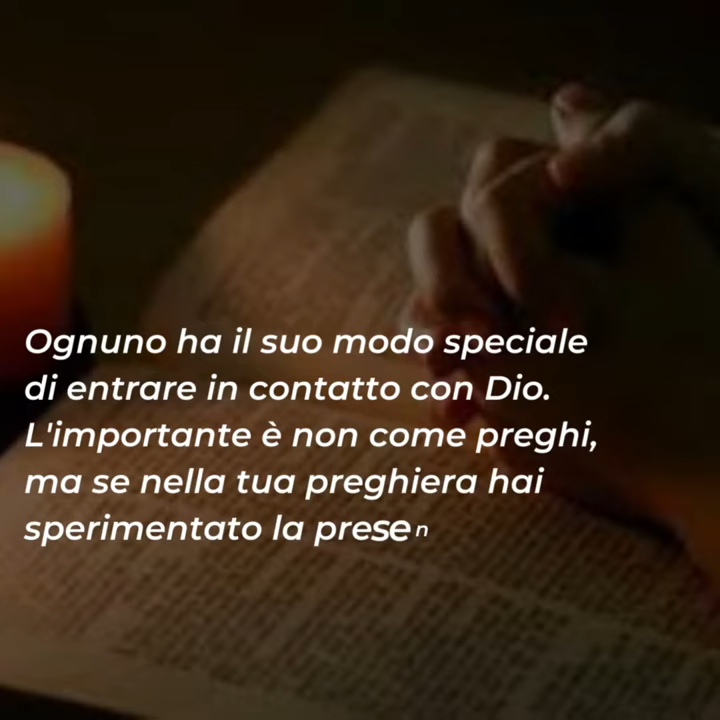 Ognuno ha il suo modo speciale
di entrare in contatto con Dio.
L'importante è non come preghi,
ma se nella tua preghiera hai
sperimentato la presen